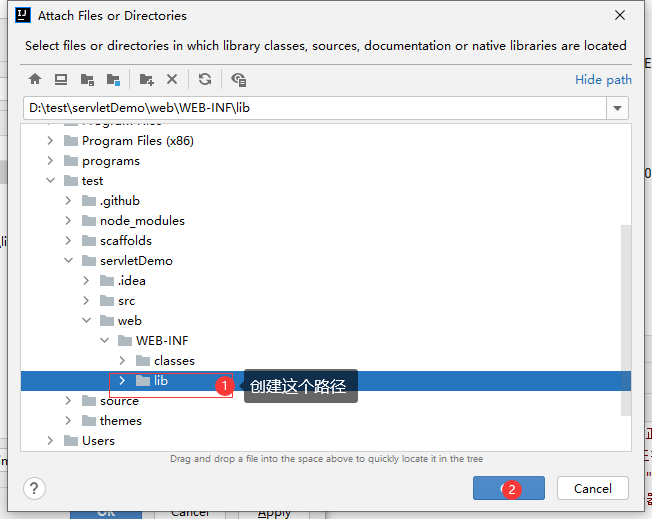 Attach Files or Directories
Select files or directories in which library classes, sources, documentation or native libraries are located
Hide path
D:\test\servletDemo\web\WEB-INF\lib
Program Files
Program Files (x86)
programs
test
.github
node_modules
scaffolds
servletDemo
.idea
src
web
WEB-INF
classes
lib
1
创建这个路径
source
themes
Users
Drag and drop a file into the space above to quickly locate it in the tree
?
2
Cancel
OK
Cancel
Apply